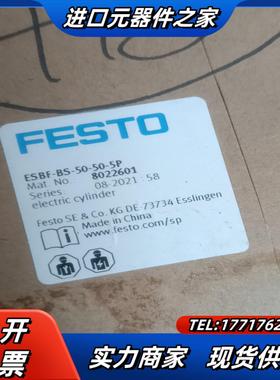 进口元器件之家
FESTO
ESBF-BS-50-50-5P
Mat. No. 8022601
Series 08-2021 - 58
electric cylinder
Festo SE & Co. KG DE-73734 Esslingen
Made in China
www.festo.com/sp
开
票
TEL:1771762
实力商家 现货供